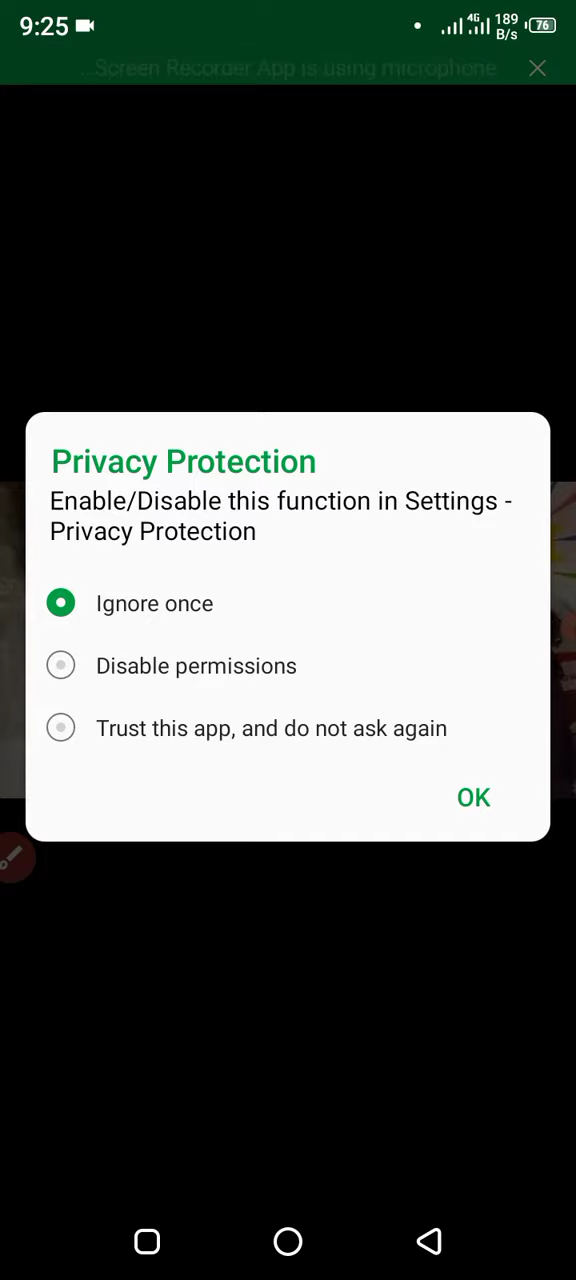 9:25
4G
189
B/s
76
...Screen Recorder App is using microphone
Privacy Protection
Enable/Disable this function in Settings -
Privacy Protection
Ignore once
Disable permissions
Trust this app, and do not ask again
OK